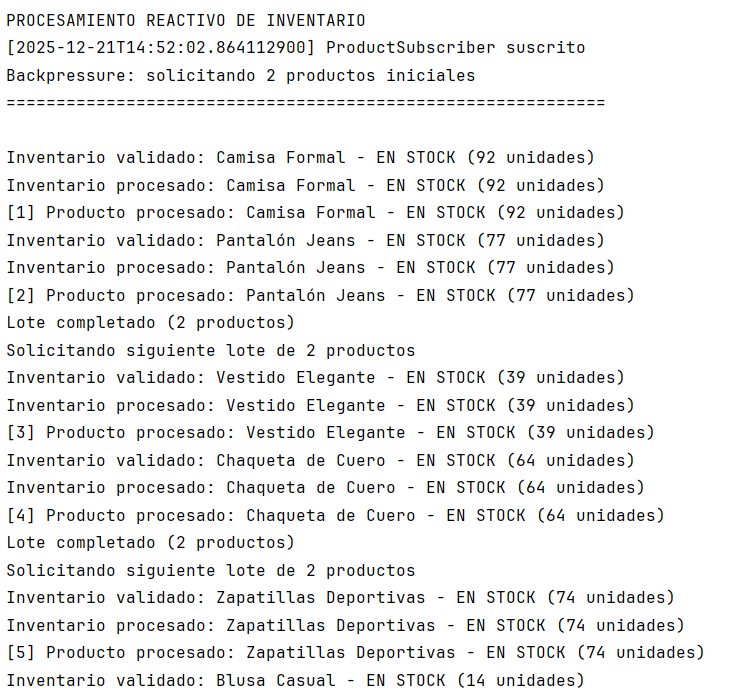 PROCESAMIENTO REACTIVO DE INVENTARIO
[2025-12-21T14:52:02.864112900] ProductSubscriber suscrito
Backpressure: solicitando 2 productos iniciales
============================================================
Inventario validado: Camisa Formal - EN STOCK (92 unidades)
Inventario procesado: Camisa Formal - EN STOCK (92 unidades)
[1] Producto procesado: Camisa Formal - EN STOCK (92 unidades)
Inventario validado: Pantalón Jeans - EN STOCK (77 unidades)
Inventario procesado: Pantalón Jeans - EN STOCK (77 unidades)
[2] Producto procesado: Pantalón Jeans - EN STOCK (77 unidades)
Lote completado (2 productos)
Solicitando siguiente lote de 2 productos
Inventario validado: Vestido Elegante - EN STOCK (39 unidades)
Inventario procesado: Vestido Elegante - EN STOCK (39 unidades)
[3] Producto procesado: Vestido Elegante - EN STOCK (39 unidades)
Inventario validado: Chaqueta de Cuero - EN STOCK (64 unidades)
Inventario procesado: Chaqueta de Cuero - EN STOCK (64 unidades)
[4] Producto procesado: Chaqueta de Cuero - EN STOCK (64 unidades)
Lote completado (2 productos)
Solicitando siguiente lote de 2 productos
Inventario validado: Zapatillas Deportivas - EN STOCK (74 unidades)
Inventario procesado: Zapatillas Deportivas - EN STOCK (74 unidades)
[5] Producto procesado: Zapatillas Deportivas - EN STOCK (74 unidades)
Inventario validado: Blusa Casual - EN STOCK (14 unidades)